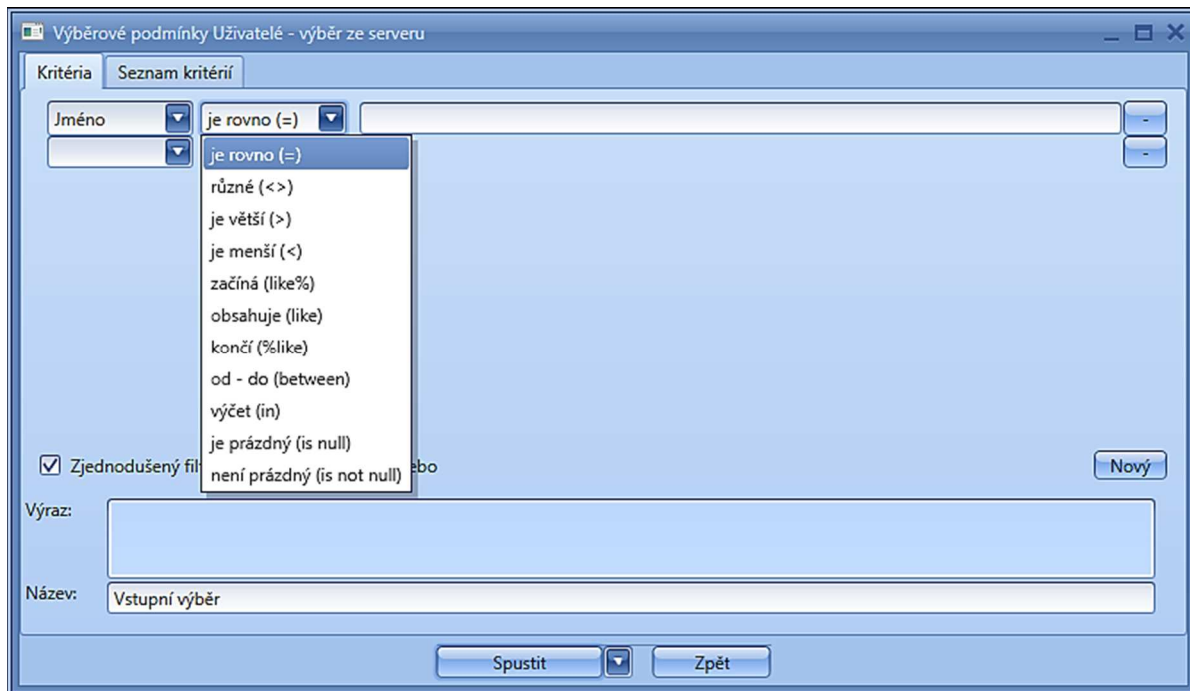 Výběrové podmínky Uživatelé - výběr ze serveru
Kritéria Seznam kritérií
Jméno je rovno (=) -
je rovno (=) -
různé (<>)
je větší (>)
je menší (<)
začíná (like%)
obsahuje (like)
končí (%like)
od - do (between)
výčet (in)
je prázdný (is null)
Zjednodušený ebo Nový
není prázdný (is not null)
Výraz:
Název: Vstupní výběr
Spustit Zpět